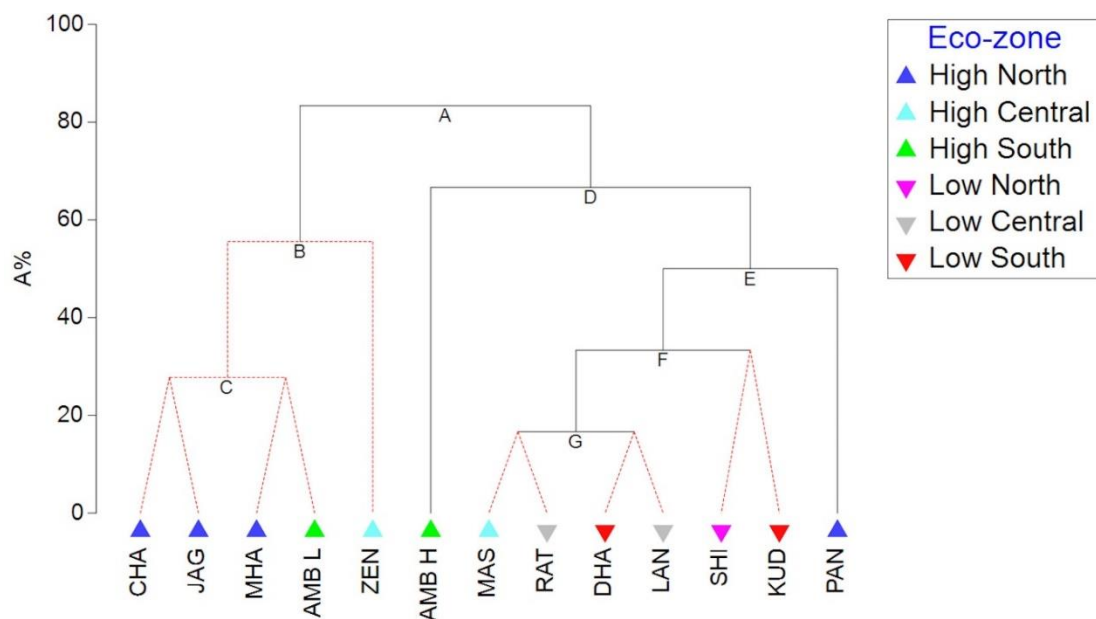 100
80
60
40
20
0
A%
A
B
C
D
E
F
G
CHA
JAG
MHA
AMB L
ZEN
AMB H
MAS
RAT
DHA
LAN
SHI
KUD
PAN
Eco-zone
High North
High Central
High South
Low North
Low Central
Low South